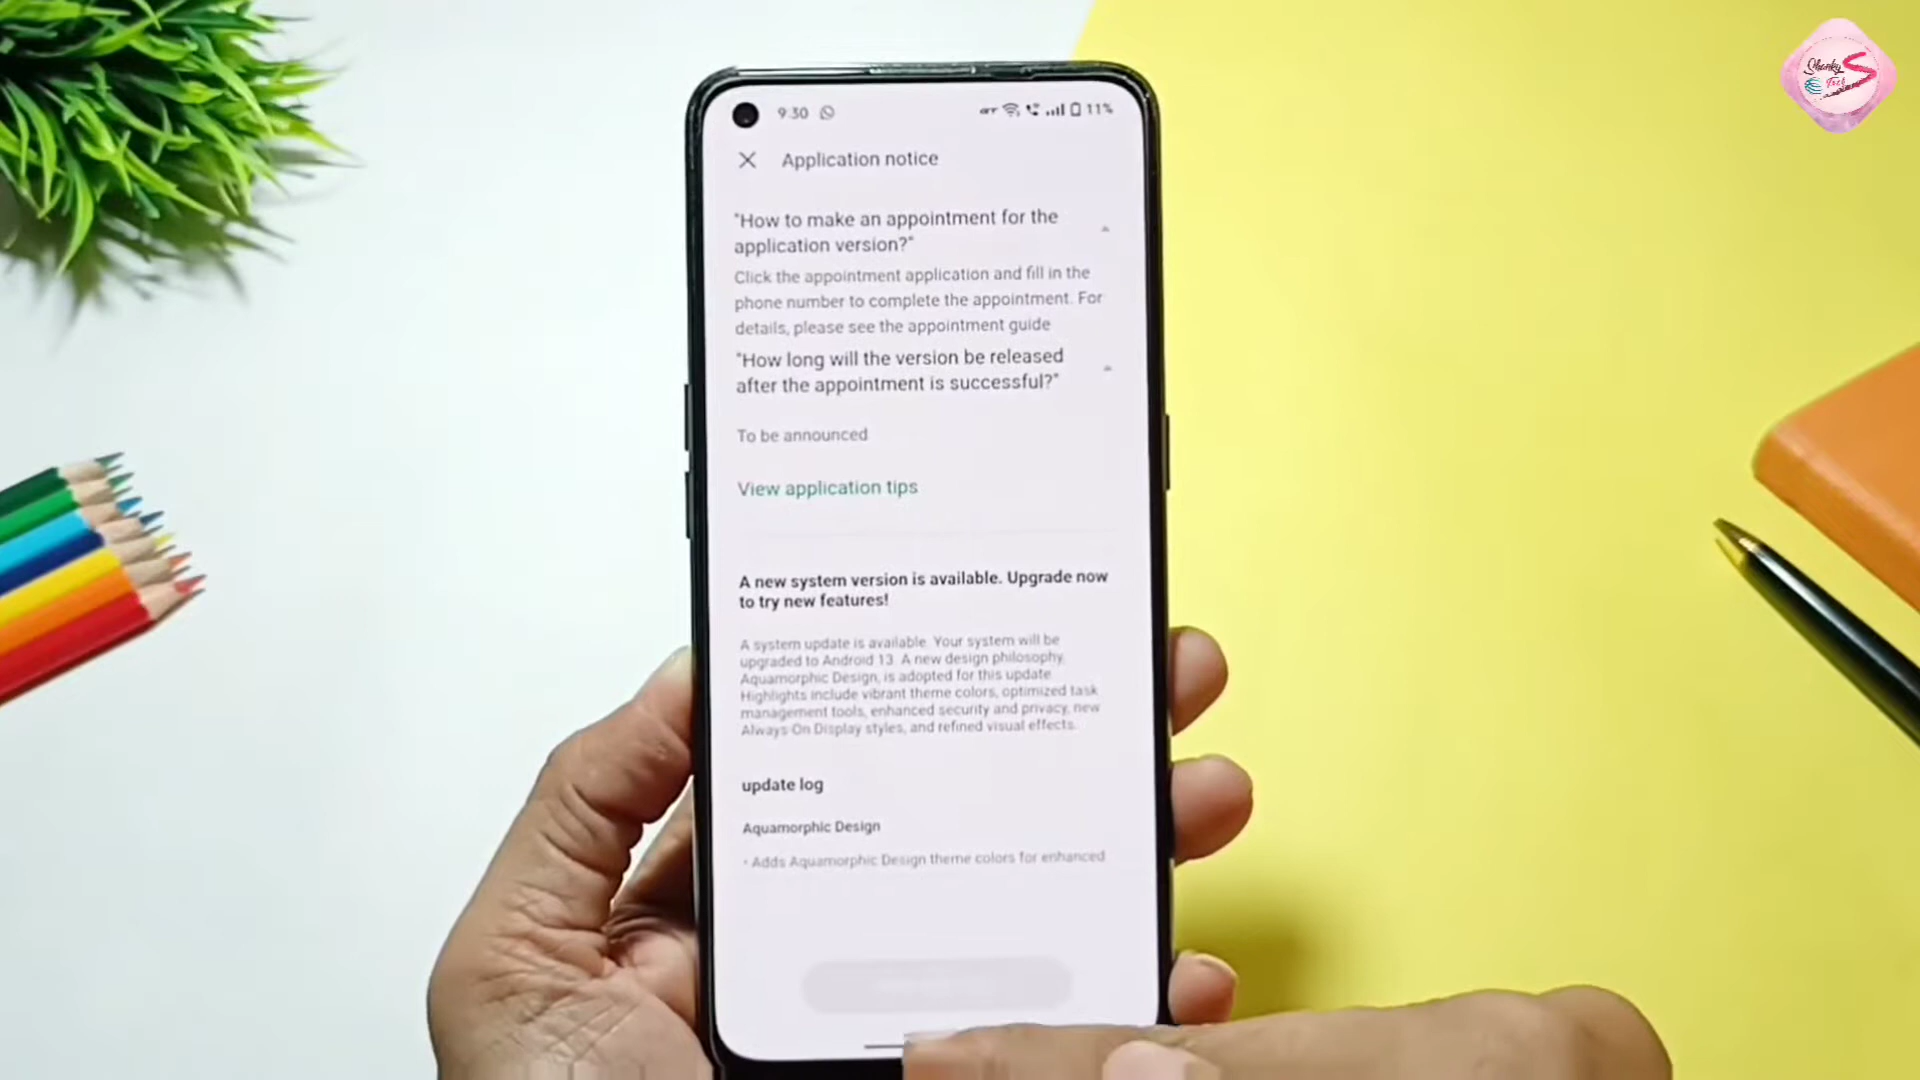 9:30
11%
Application notice
"How to make an appointment for the
application version?"
Click the appointment application and fill in the
phone number to complete the appointment. For
details, please see the appointment guide
"How long will the version be released
after the appointment is successful?"
To be announced
View application tips
A new system version is available. Upgrade now
to try new features!
A system update is available. Your system will be
upgraded to Android 13. A new design philosophy,
Aquamorphic Design, is adopted for this update.
Highlights include vibrant theme colors, optimized task
management tools, enhanced security and privacy, new
Always-On Display styles, and refined visual effects.
update log
Aquamorphic Design
• Adds Aquamorphic Design theme colors for enhanced